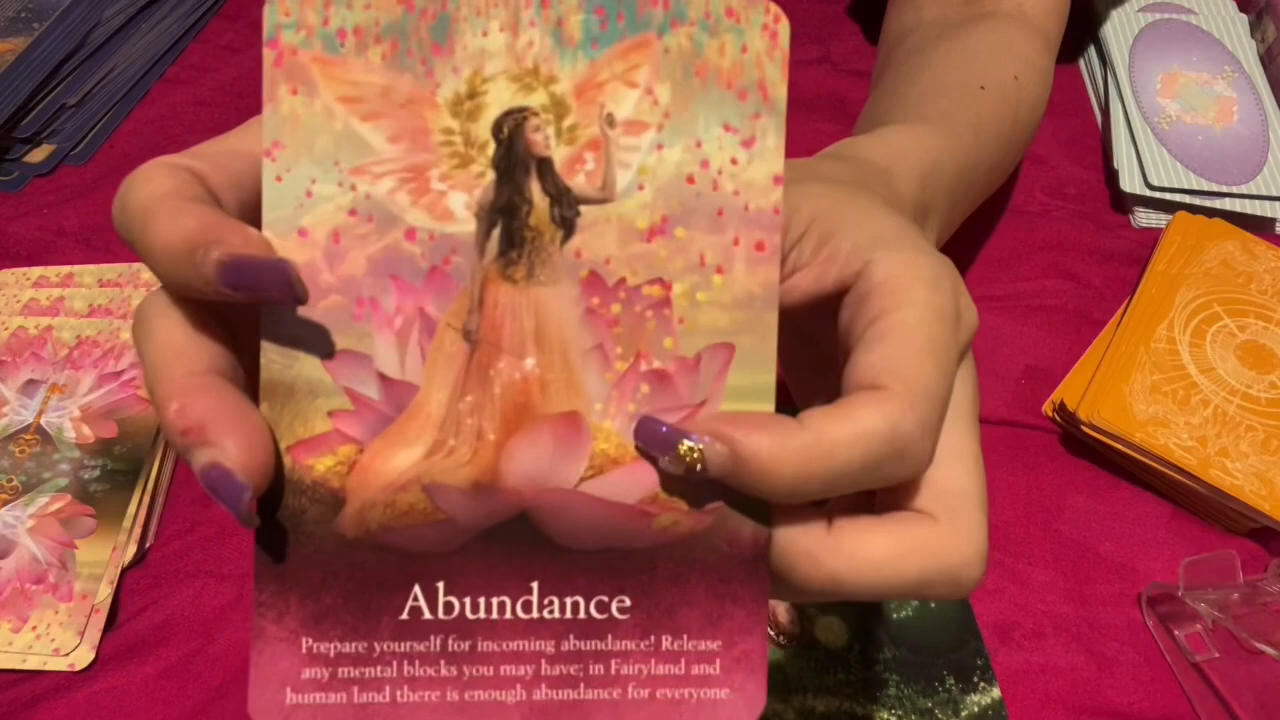 Abundance
Prepare yourself for incoming abundance! Release
any mental blocks you may have; in Fairyland and
human land there is enough abundance for everyone